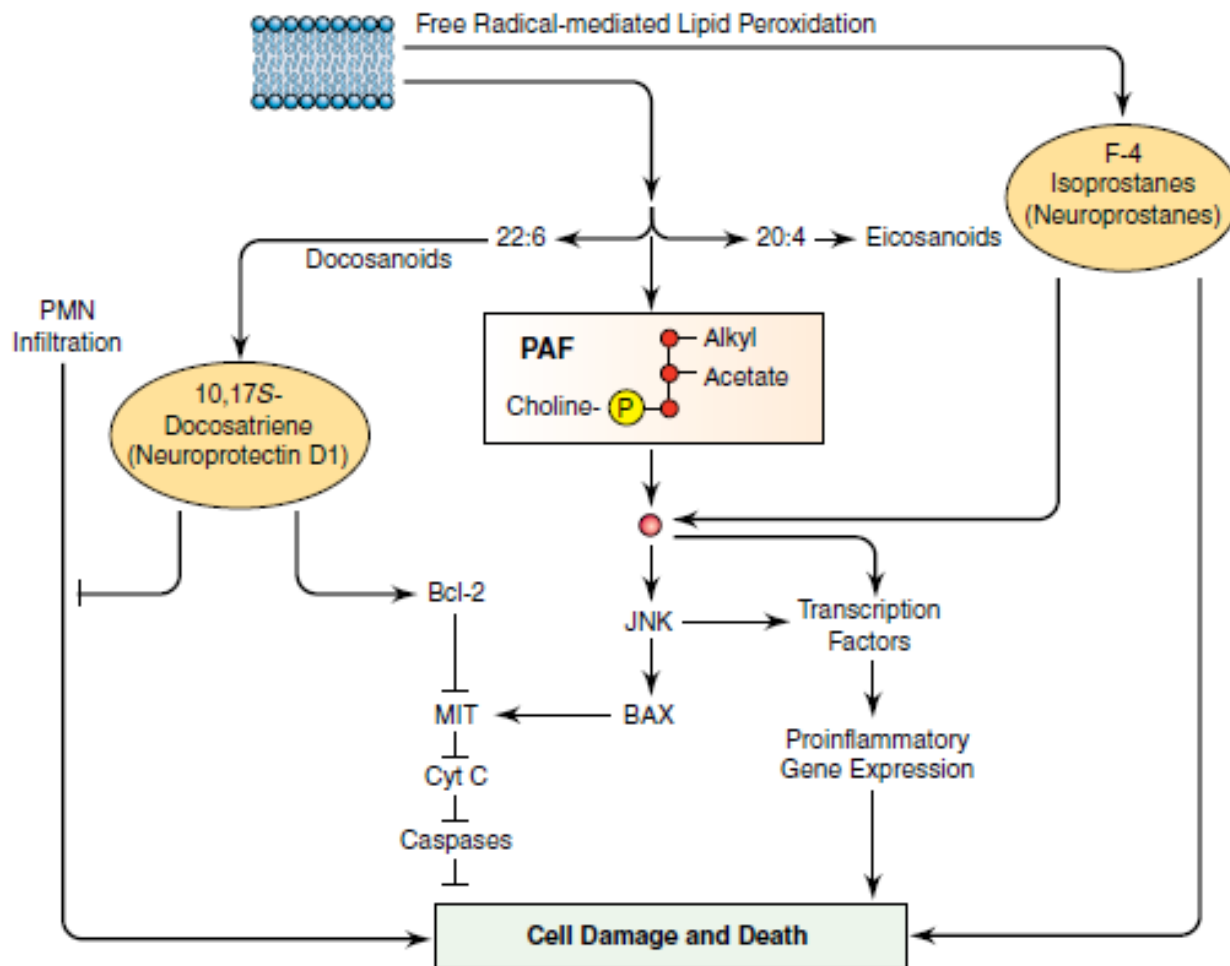 Free Radical-mediated Lipid Peroxidation
F-4
Isoprostanes
(Neuroprostanes)
22:6
20:4
Eicosanoids
Docosanoids
PMN
Infiltration
10,17S-
Docosatriene
(Neuroprotectin D1)
PAF
Alkyl
Acetate
Choline-
P
Bcl-2
JNK
Transcription
Factors
MIT
BAX
Proinflammatory
Gene Expression
Cyt C
Caspases
Cell Damage and Death